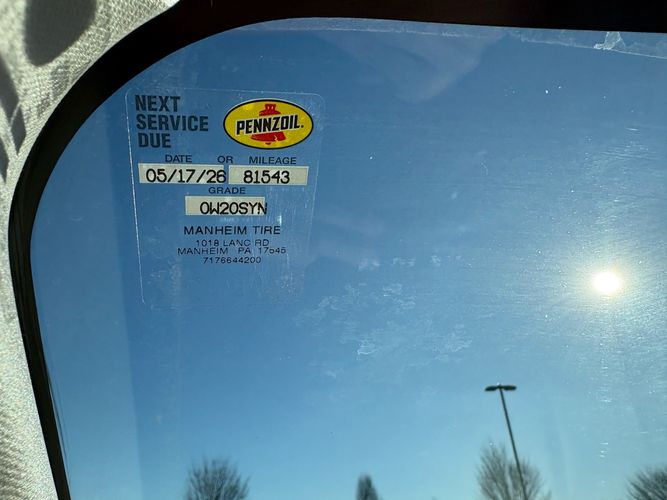 NEXT
SERVICE
DUE
PENNZOIL.
DATE OR MILEAGE
05/17/26 81543
GRADE
0W20SYN
MANHEIM TIRE
1018 LANC RD
MANHEIM PA 17545
7176644200